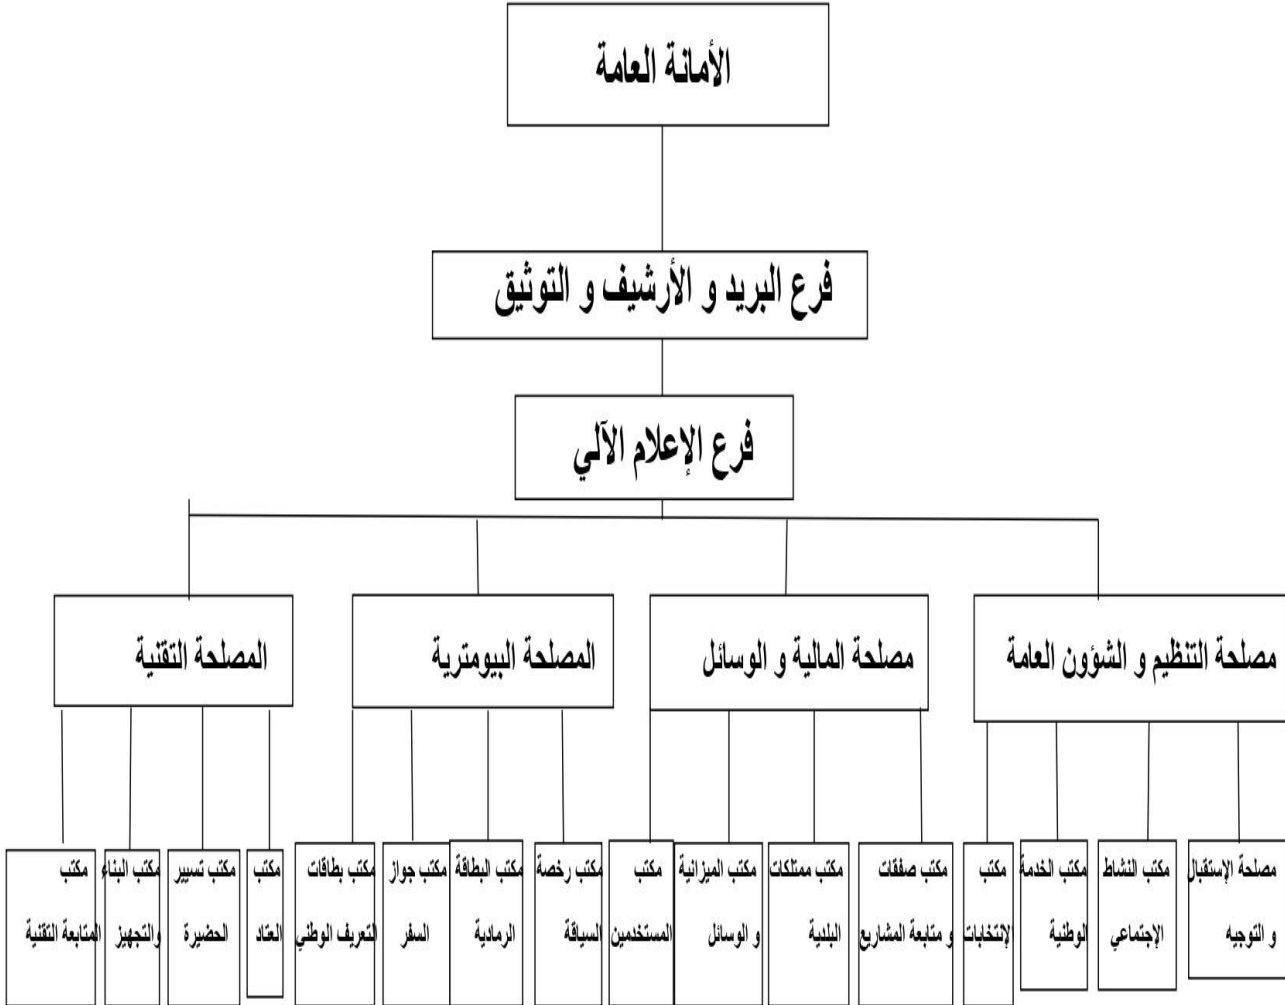 الأمانة العامة
فرع البريد و الأرشيف و التوثيق
فرع الإعلام الآلي
مصلحة التنظيم و الشؤون العامة
مصلحة المالية و الوسائل
المصلحة البيومترية
المصلحة التقنية
مصلحة الإستقبال
و التوجيه
مكتب النشاط
الإجتماعي
مكتب الخدمة
الوطنية
مكتب
الإنتخابات
مكتب صفقات
و متابعة المشاريع
مكتب ممتلكات
البلدية
مكتب الميزانية
و الوسائل
مكتب
المستخدمين
مكتب رخصة
السياقة
مكتب البطاقة
الرمادية
مكتب جواز
السفر
مكتب بطاقات
التعريف الوطني
مكتب
العتاد
مكتب تسيير
الحضيرة
مكتب البناء
والتجهيز
مكتب
المتابعة التقنية